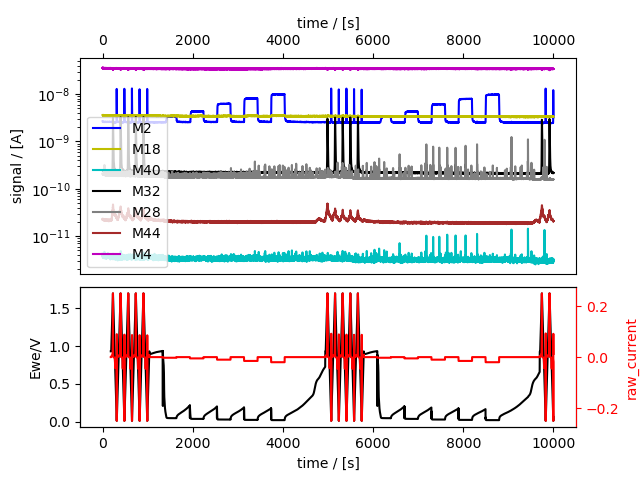 time / [s]
0 2000 4000 6000 8000 10000
signal / [A]
10⁻⁸
10⁻⁹
10⁻¹⁰
10⁻¹¹
M2
M18
M40
M32
M28
M44
M4
Ewe/V
1.5
1.0
0.5
0.0
0.2
0.0
−0.2
raw_current
0 2000 4000 6000 8000 10000
time / [s]